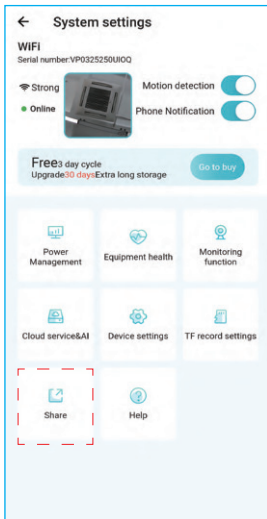 ← System settings
WiFi
Serial number:VP0325250UIOQ
Strong
Motion detection
Online
Phone Notification
Free3 day cycle
Upgrade30 daysExtra long storage
Go to buy
Power Management
Equipment health
Monitoring function
Cloud service&AI
Device settings
TF record settings
Share
Help